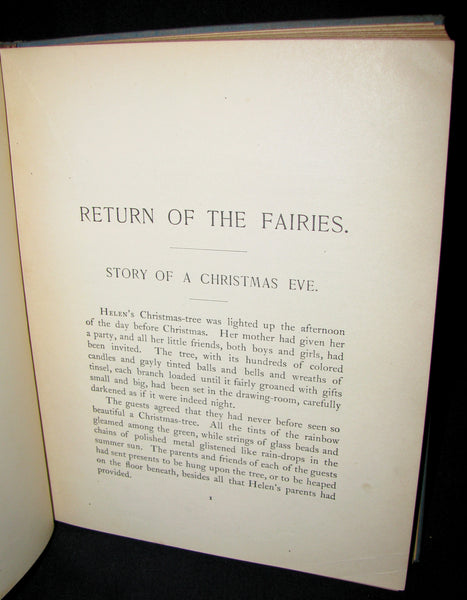 RETURN OF THE FAIRIES.
STORY OF A CHRISTMAS EVE.
HELEN'S Christmas-tree was lighted up the afternoon
of the day before Christmas. Her mother had given her
a party, and all her little friends, both boys and girls, had
been invited. The tree, with its hundreds of colored
candles and gayly tinted balls and bells and wreaths of
tinsel, each branch loaded until it fairly groaned with gifts
small and big, had been set in the drawing-room, carefully
darkened as if it were indeed night.
The guests agreed that they had never before seen so
beautiful a Christmas-tree. All the tints of the rainbow
gleamed among the green, while strings of glass beads and
chains of polished metal glistened like rain-drops in the
summer sun. The parents and friends of each of the guests
had sent presents to be hung upon the tree, or to be heaped
on the floor beneath, besides all that Helen's parents had
provided.
1